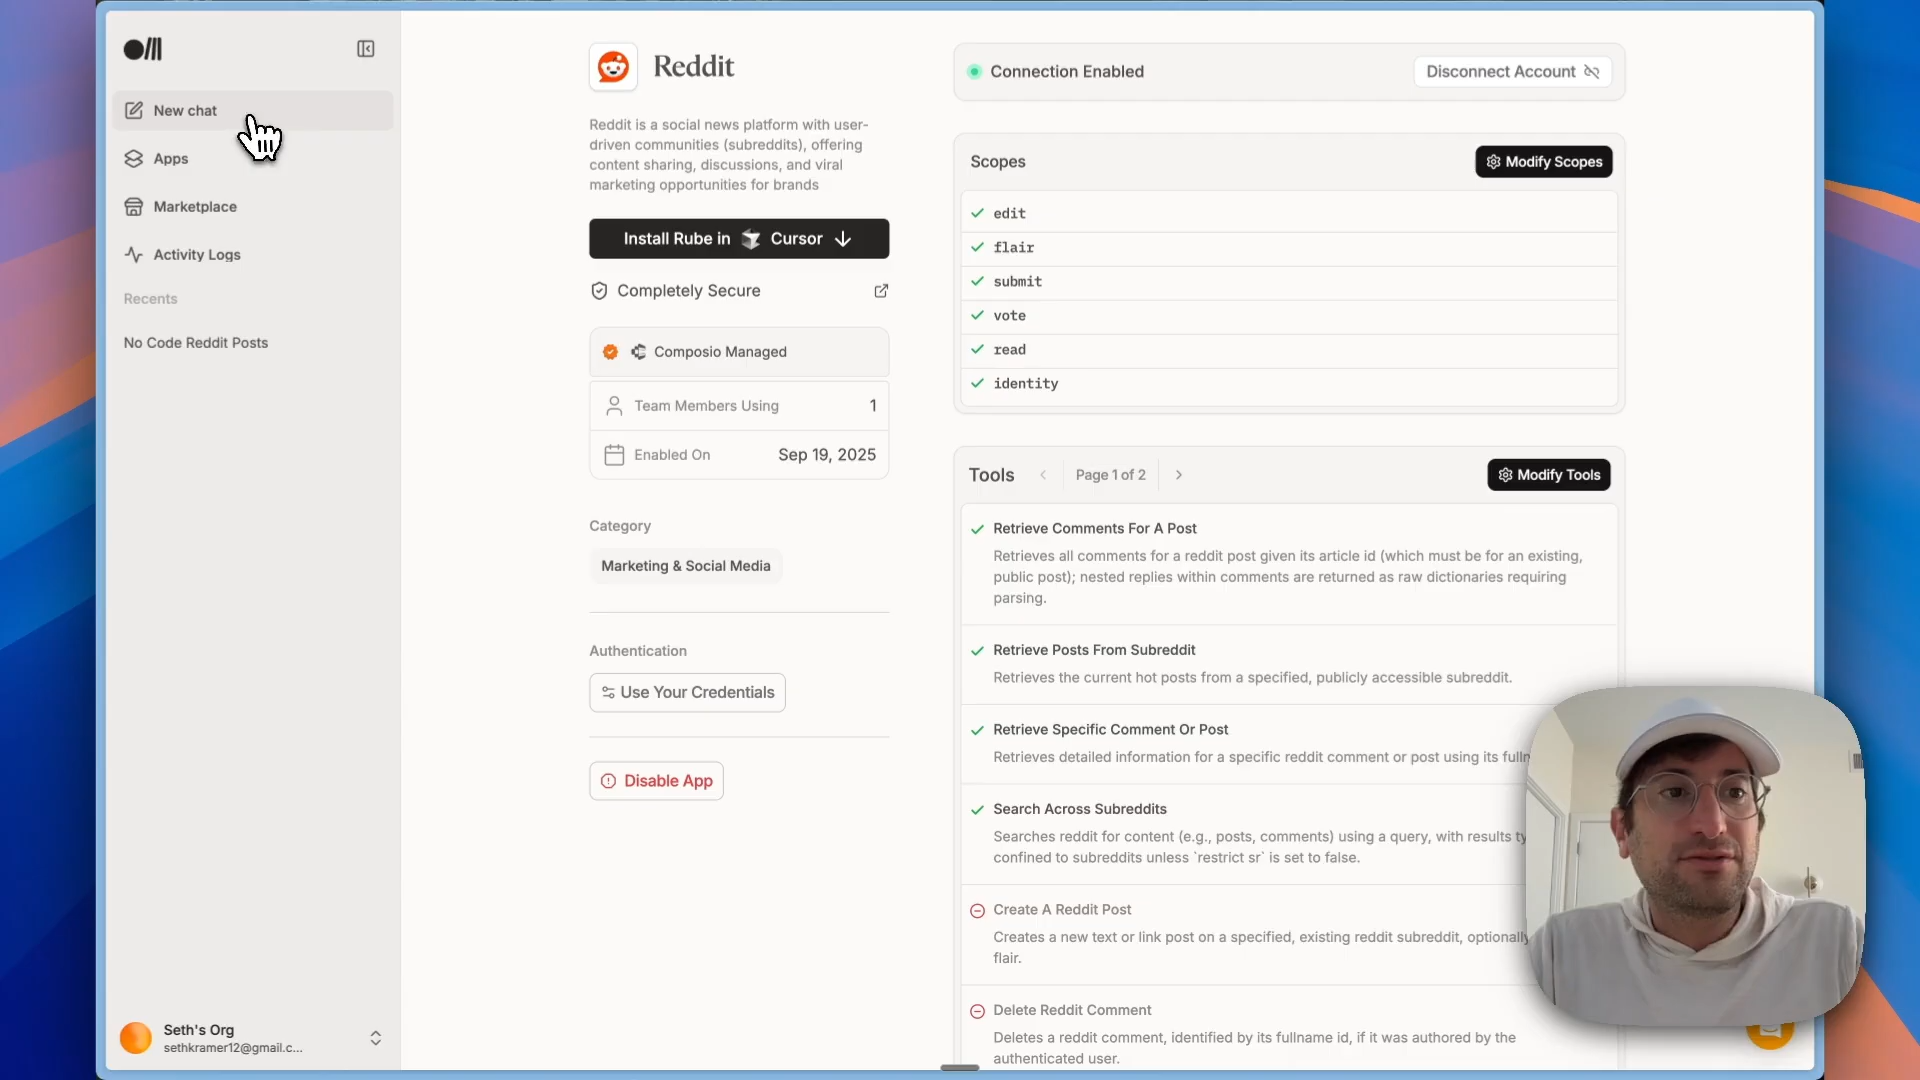 New chat
Apps
Marketplace
Activity Logs
Recents
No Code Reddit Posts
Seth's Org
sethkramer12@gmail.c...
Reddit
Reddit is a social news platform with user-
driven communities (subreddits), offering
content sharing, discussions, and viral
marketing opportunities for brands
Install Rube in Cursor
Completely Secure
Composio Managed
Team Members Using 1
Enabled On Sep 19, 2025
Category
Marketing & Social Media
Authentication
Use Your Credentials
Disable App
Connection Enabled
Disconnect Account
Scopes
Modify Scopes
edit
flair
submit
vote
read
identity
Tools
Page 1 of 2
Modify Tools
Retrieve Comments For A Post
Retrieves all comments for a reddit post given its article id (which must be for an existing,
public post); nested replies within comments are returned as raw dictionaries requiring
parsing.
Retrieve Posts From Subreddit
Retrieves the current hot posts from a specified, publicly accessible subreddit.
Retrieve Specific Comment Or Post
Retrieves detailed information for a specific reddit comment or post using its
Search Across Subreddits
Searches reddit for content (e.g., posts, comments) using a query, with results
confined to subreddits unless `restrict sr` is set to false.
Create A Reddit Post
Creates a new text or link post on a specified, existing reddit subreddit, optionally
flair.
Delete Reddit Comment
Deletes a reddit comment, identified by its fullname id, if it was authored by the
authenticated user.